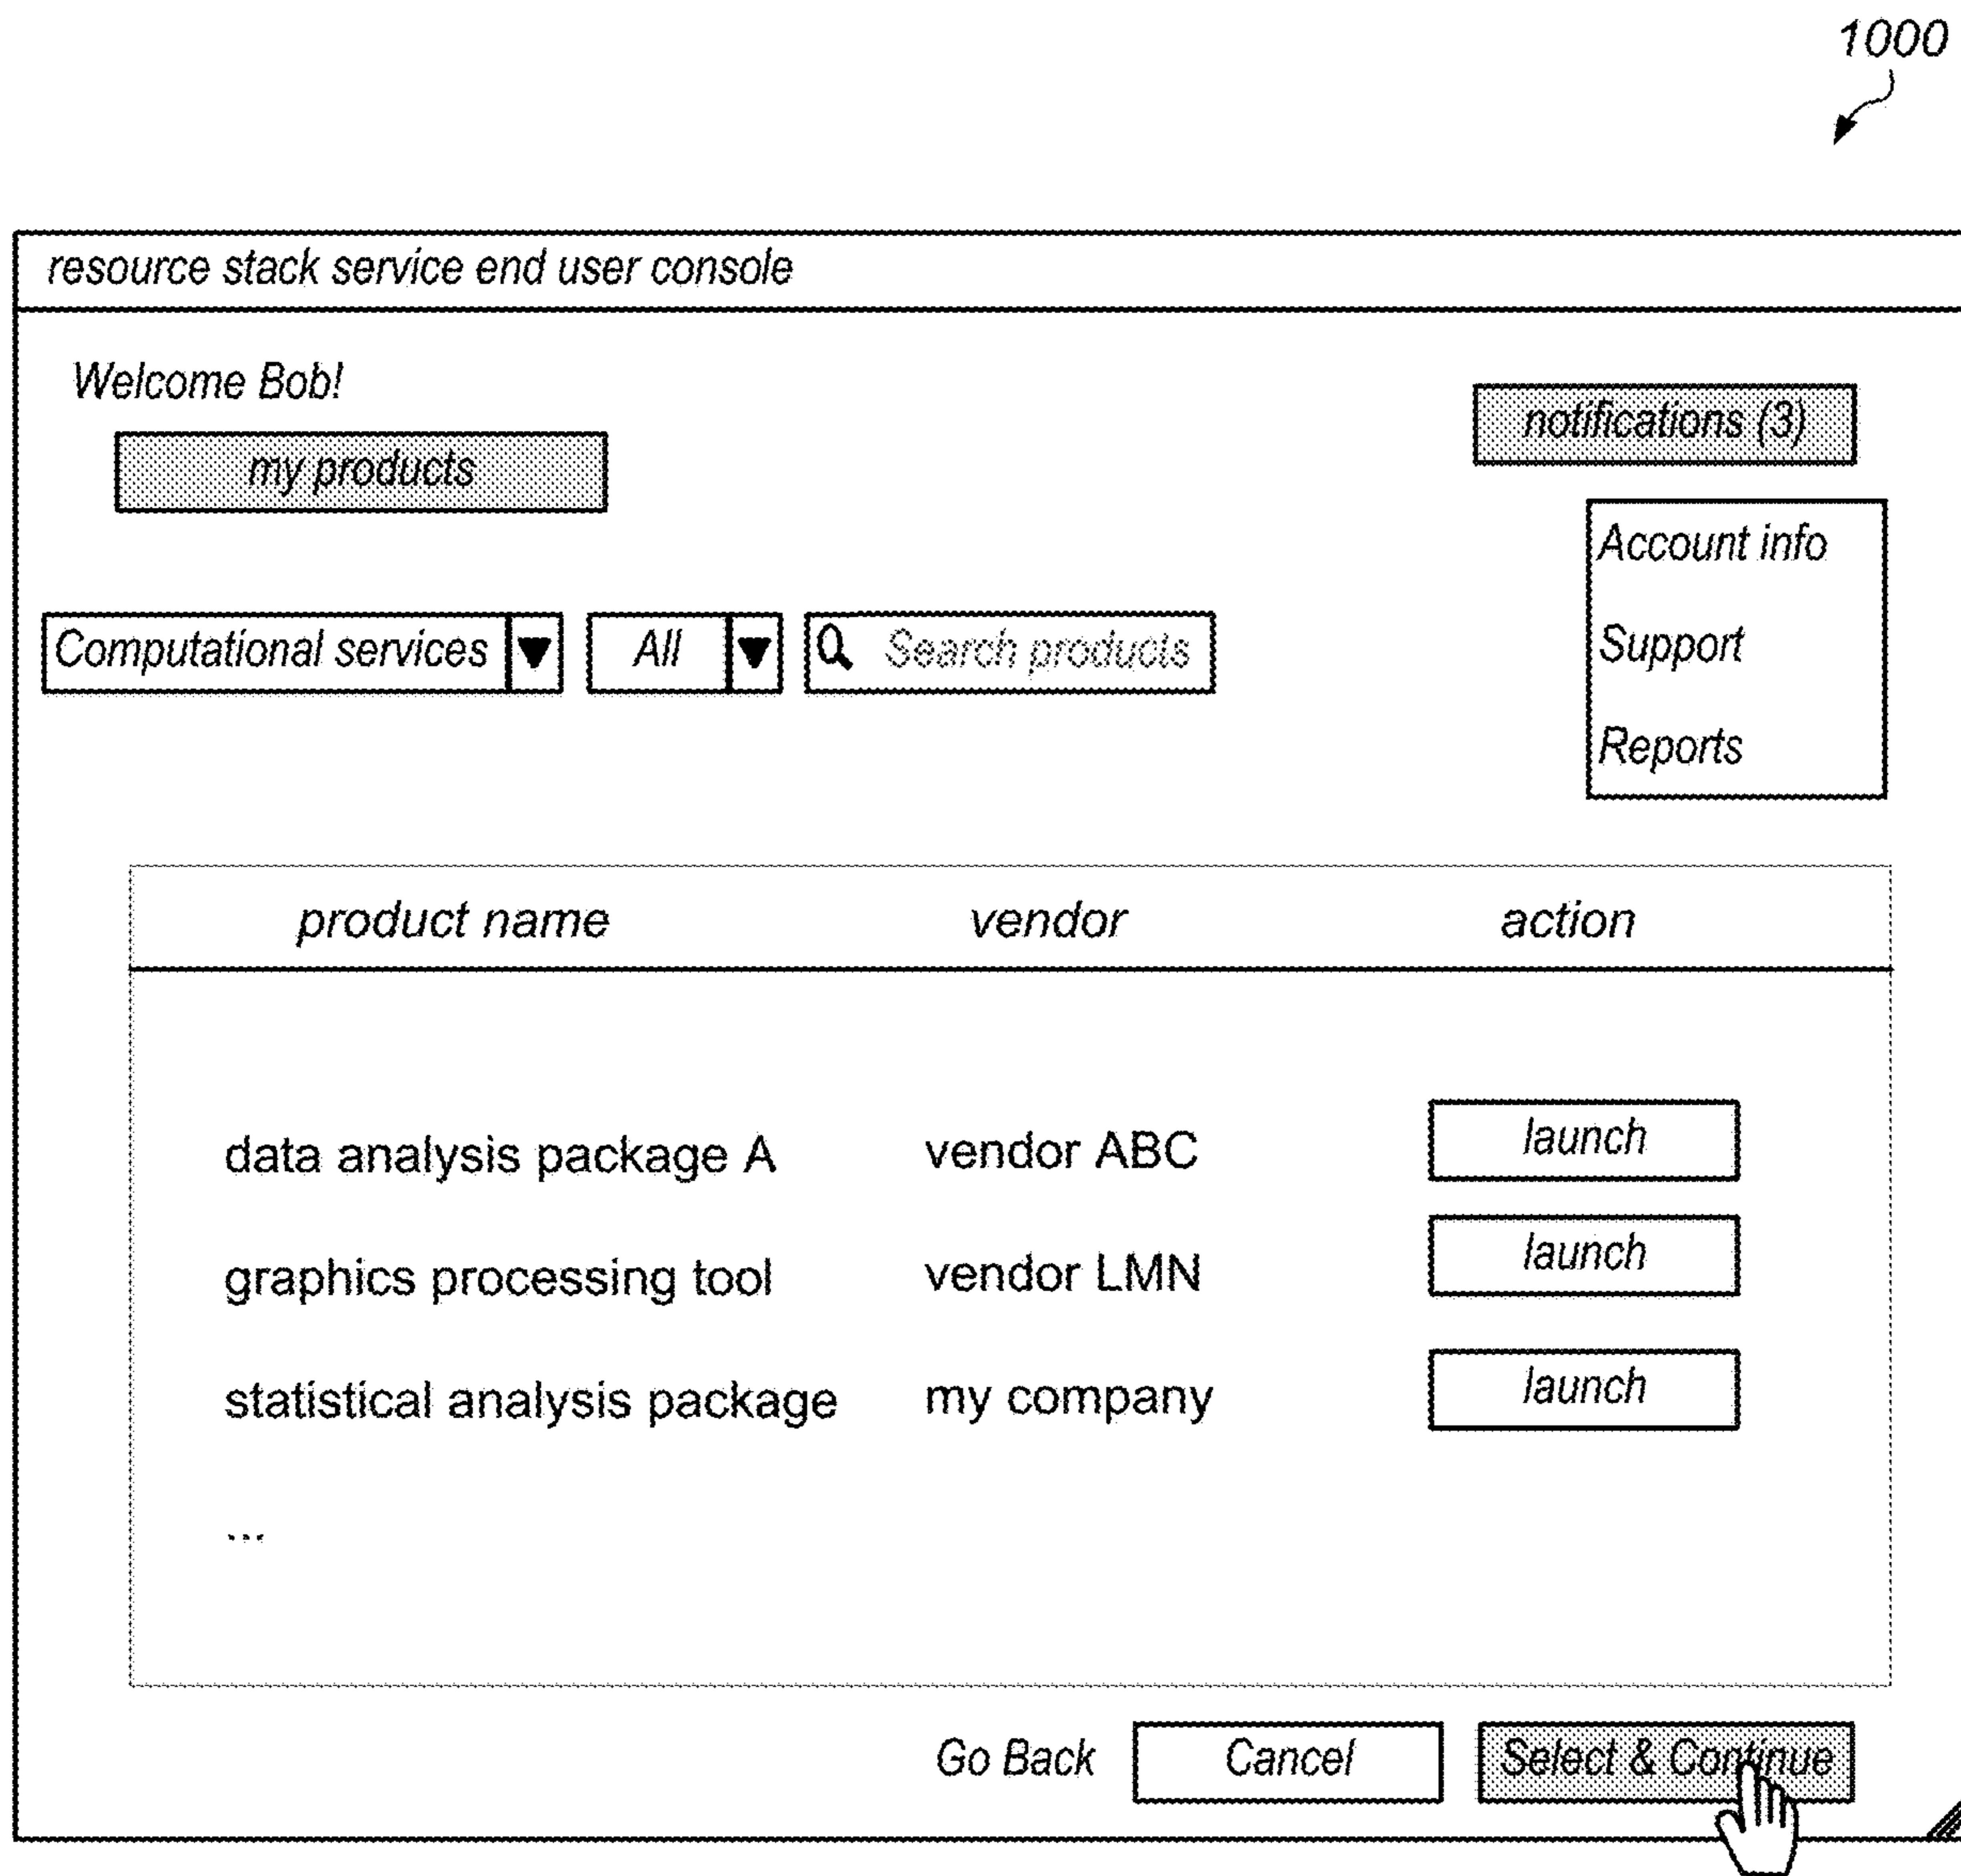 1000
resource stack service end user console
Welcome Bob!
notifications (3)
my products
Account info
Computational services All Search products
Support
Reports
product name vendor action
data analysis package A vendor ABC launch
graphics processing tool vendor LMN launch
statistical analysis package my company launch
...
Go Back Cancel Select & Continue